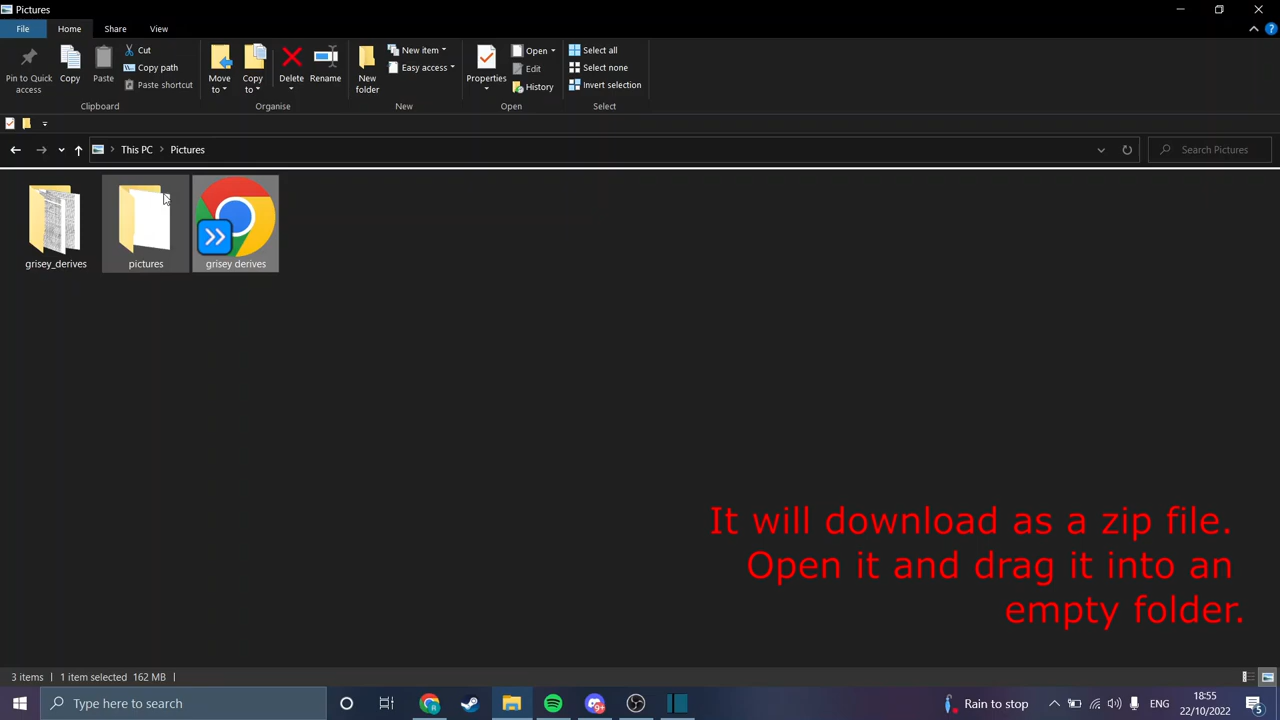 Pictures
File
Home
Share
View
Pin to Quick
access
Copy
Paste
Cut
Copy path
Paste shortcut
Clipboard
Move
to
Copy
to
Delete
Rename
Organise
New
folder
New item
Easy access
New
Properties
Open
Edit
History
Open
Select all
Select none
Invert selection
Select
This PC
Pictures
Search Pictures
grisey_derives
pictures
grisey derives
It will download as a zip file.
Open it and drag it into an
empty folder.
3 items
1 item selected 162 MB
Type here to search
9+
Rain to stop
ENG
18:55
22/10/2022
5